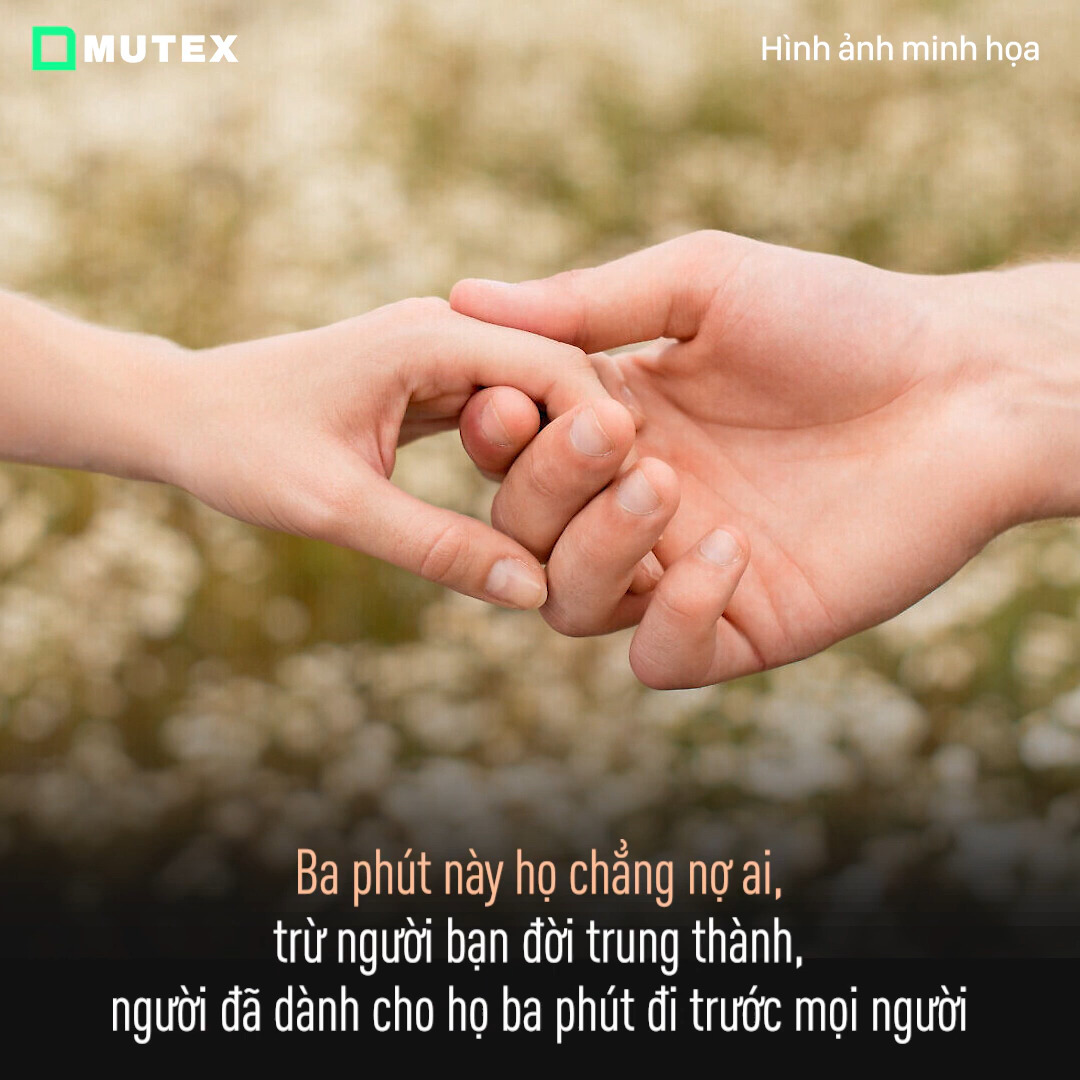 MUTEX
Hình ảnh minh họa
Ba phút này họ chẳng nợ ai,
trừ người bạn đời trung thành,
người đã dành cho họ ba phút đi trước mọi người